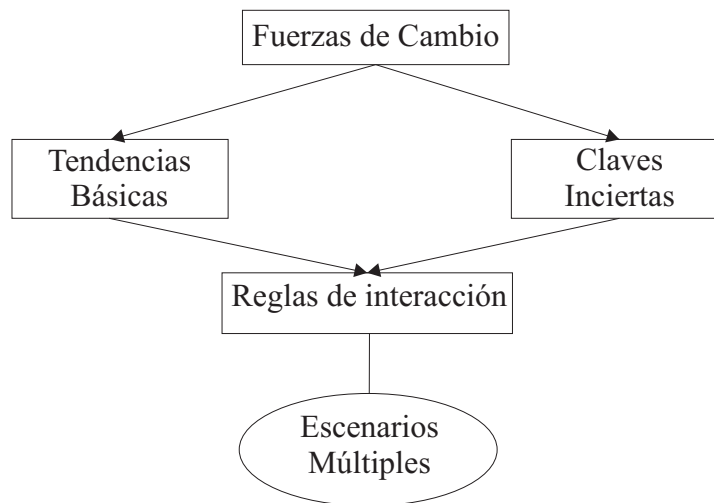 Fuerzas de Cambio
Tendencias
Básicas
Claves
Inciertas
Reglas de interacción
Escenarios
Múltiples